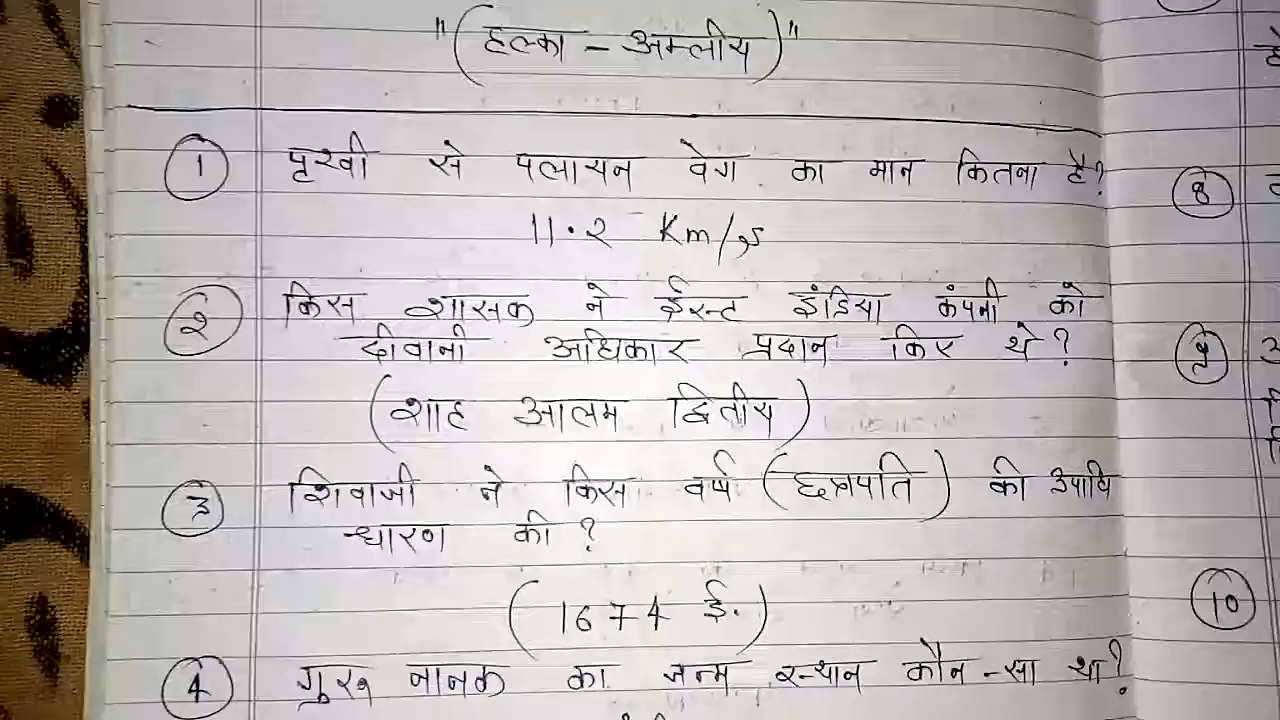 "(हल्का - अम्लीय)"
① पृथ्वी से पलायन वेग का मान कितना है?
11.२ Km/s
② किस शासक ने ईस्ट इंडिया कंपनी को
दीवानी अधिकार प्रदान किए थे?
(शाह आलम द्वितीय)
③ शिवाजी ने किस वर्ष (छत्रपति) की उपाधि
धारण की?
(1674 ई.)
④ गुरु नानक का जन्म स्थान कौन-सा था?
⑧
⑨
⑩